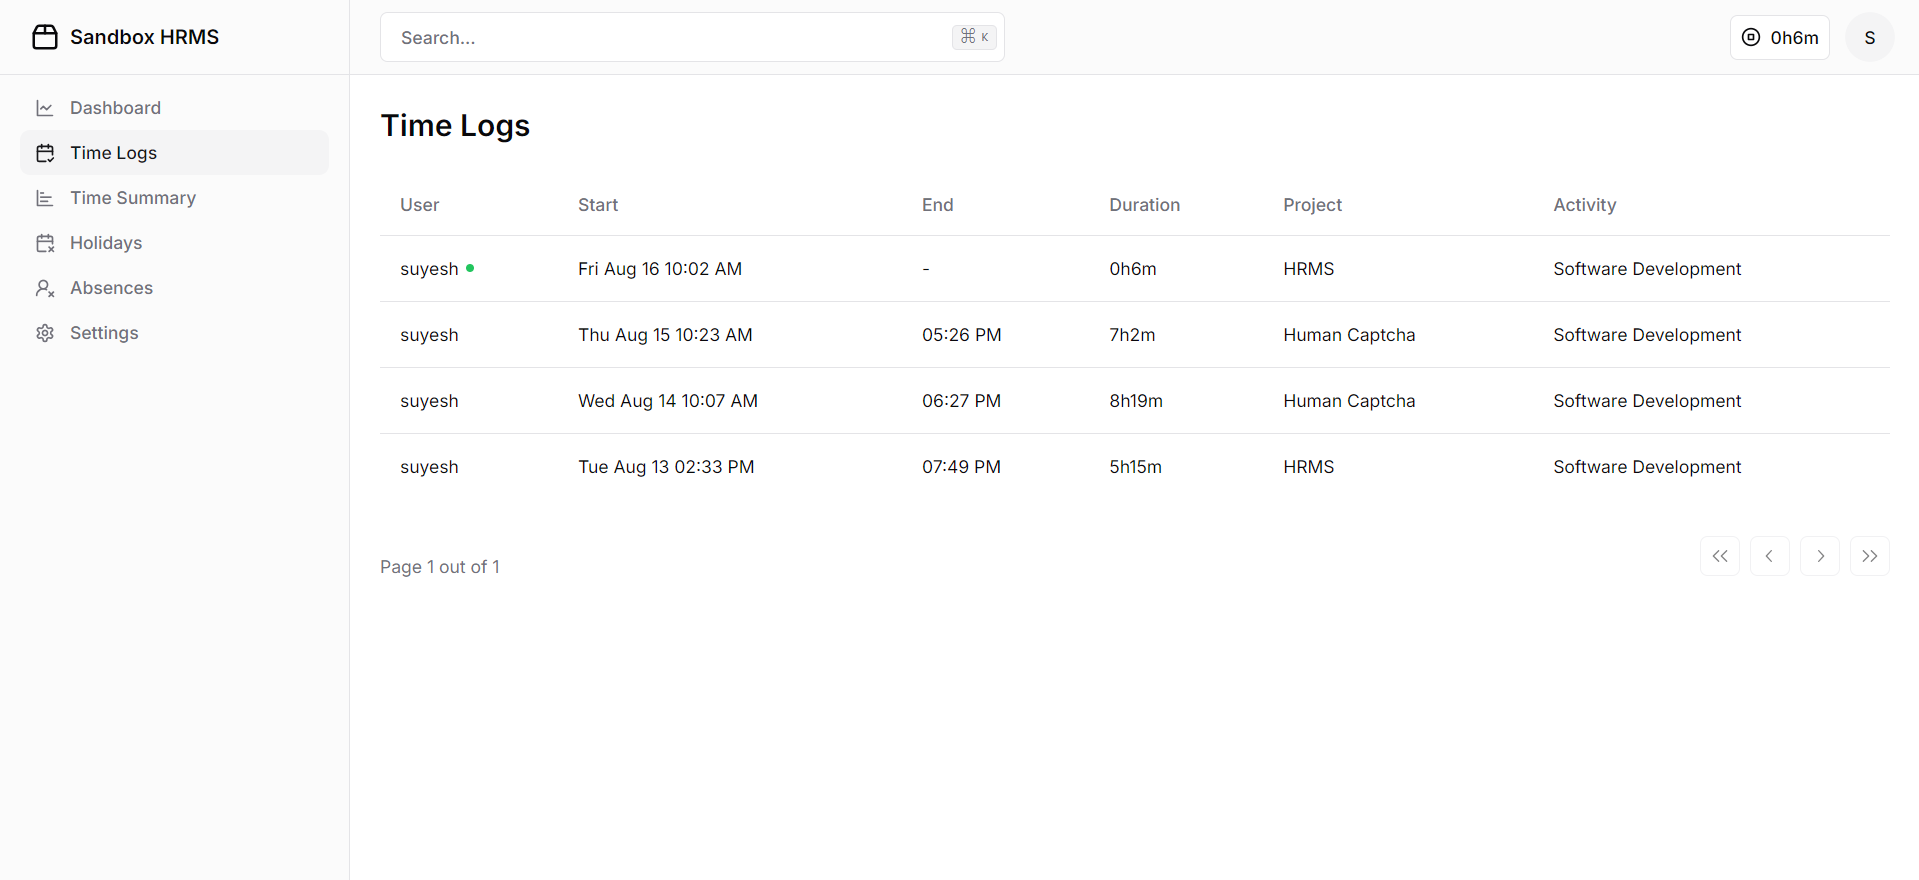 Sandbox HRMS
Search...
⌘ K
0h6m
S
Dashboard
Time Logs
Time Summary
Holidays
Absences
Settings
Time Logs
User Start End Duration Project Activity
suyesh Fri Aug 16 10:02 AM - 0h6m HRMS Software Development
suyesh Thu Aug 15 10:23 AM 05:26 PM 7h2m Human Captcha Software Development
suyesh Wed Aug 14 10:07 AM 06:27 PM 8h19m Human Captcha Software Development
suyesh Tue Aug 13 02:33 PM 07:49 PM 5h15m HRMS Software Development
Page 1 out of 1